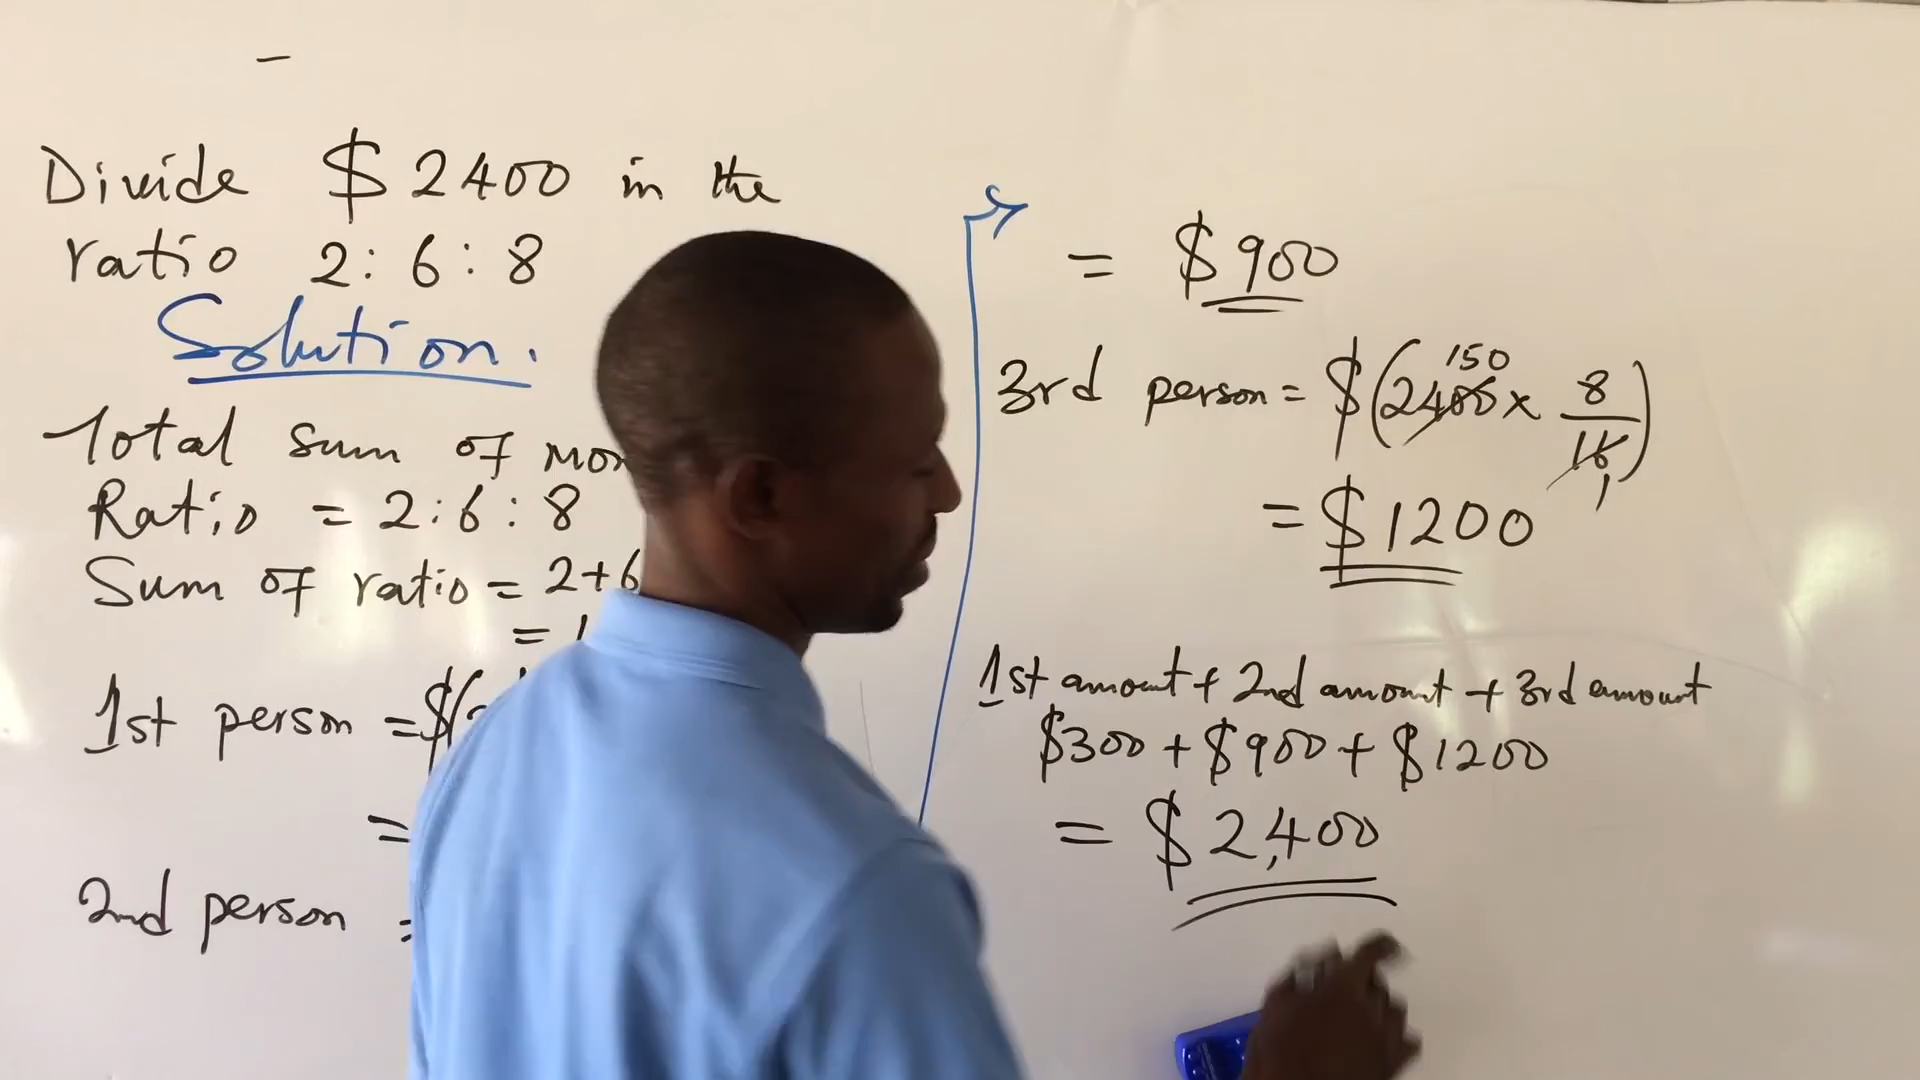 Divide $ 2400 in the
ratio 2 : 6 : 8
Solution.
Total sum of
Ratio = 2 : 6 : 8
Sum of ratio = 2 + 6
=
1st person = $(
=
2nd person =
= $ 900
3rd person = $(2400 x 8/16)
150
1
= $ 1200
1st amount + 2nd amount + 3rd amount
$300 + $900 + $1200
= $ 2,400